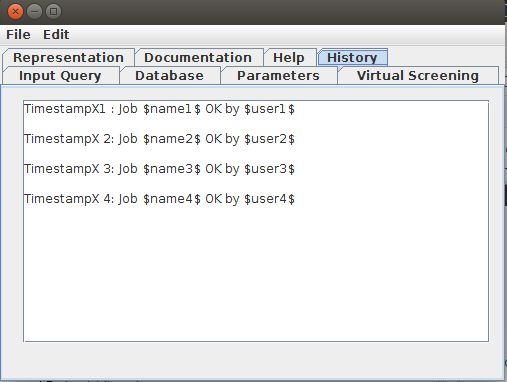 File Edit
Representation Documentation Help History
Input Query Database Parameters Virtual Screening
TimestampX1 : Job $name1$ OK by $user1$
TimestampX 2: Job $name2$ OK by $user2$
TimestampX 3: Job $name3$ OK by $user3$
TimestampX 4: Job $name4$ OK by $user4$